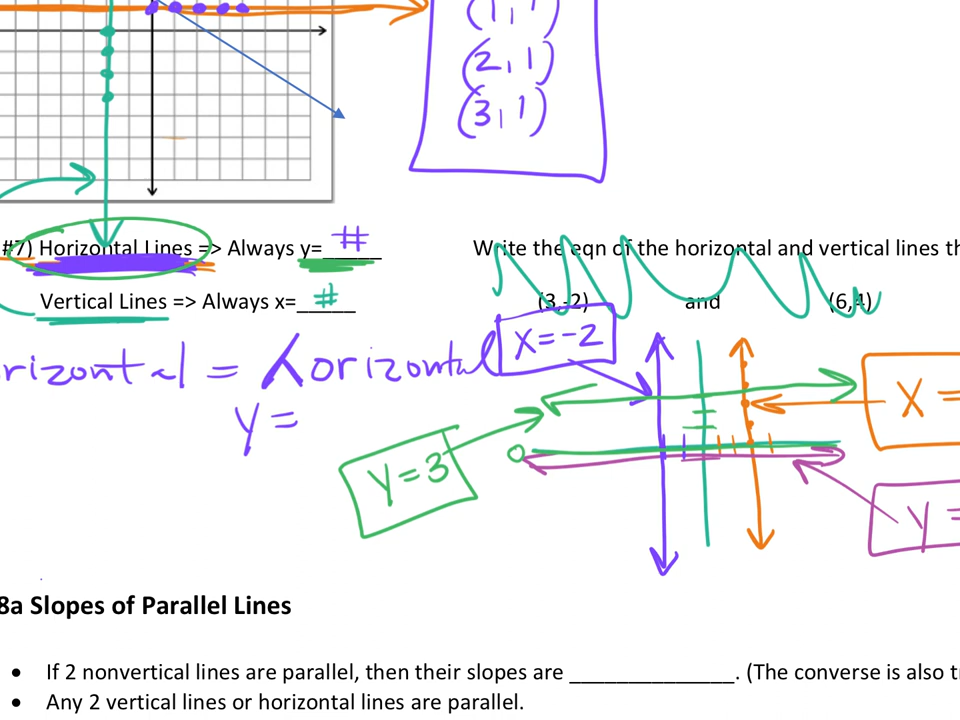 (1, 1)
(2, 1)
(3, 1)
#7) Horizontal Lines => Always y=_____ #
Write the eqn of the horizontal and vertical lines th
Vertical Lines => Always x=_____ #
(3,-2) and (6,4)
rizontal = horizontal
x=-2
y=
x=
y=3
y=
8a Slopes of Parallel Lines
• If 2 nonvertical lines are parallel, then their slopes are ______________. (The converse is also t
• Any 2 vertical lines or horizontal lines are parallel.